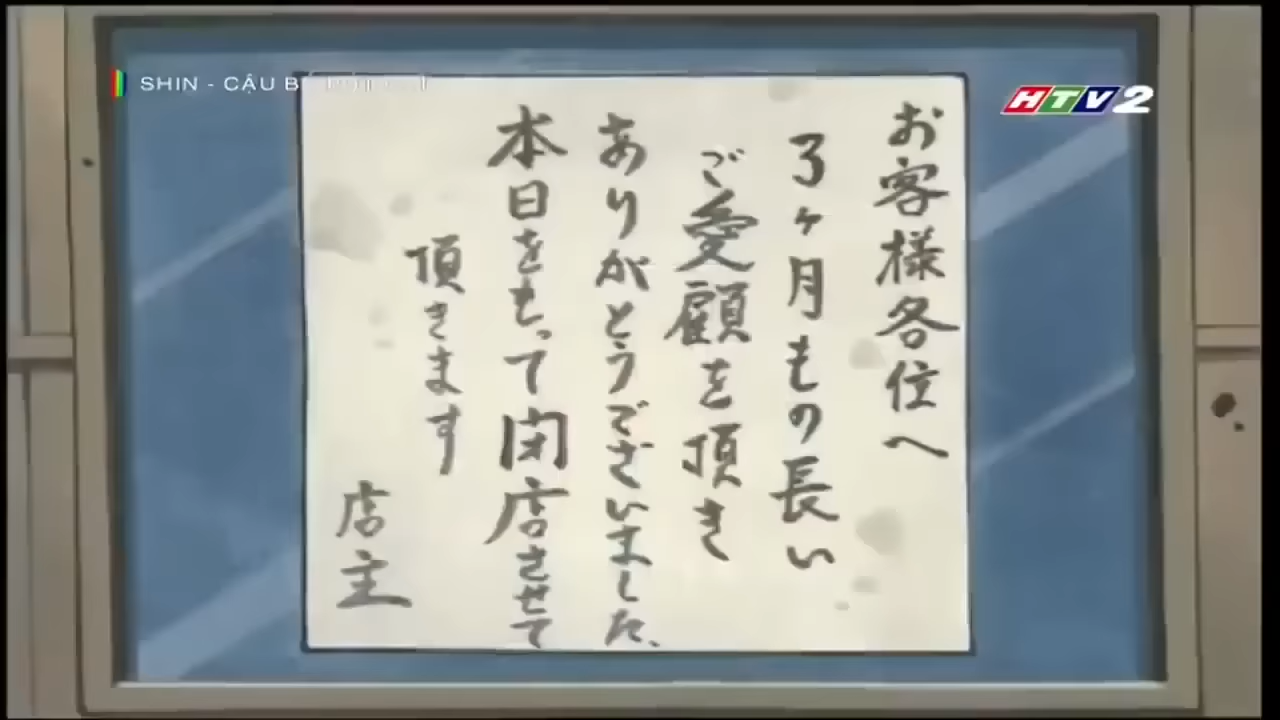 SHIN - CẬU B
HTV2
お客様各位へ
3ヶ月もの長い
ご愛顧を頂き
ありがとうでざいました、
本日をもって閉店させて
頂きます
店主